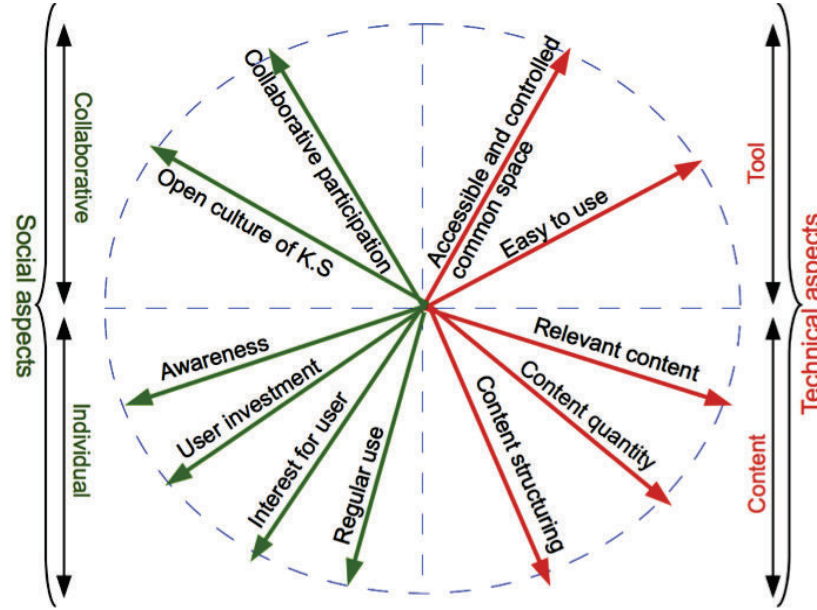 Social aspects
Collaborative
Individual
Collaborative participation
Open culture of K.S
Awareness
User investment
Interest for user
Regular use
Accessible and controlled
common space
Easy to use
Relevant content
Content quantity
Content structuring
Tool
Content
Technical aspects